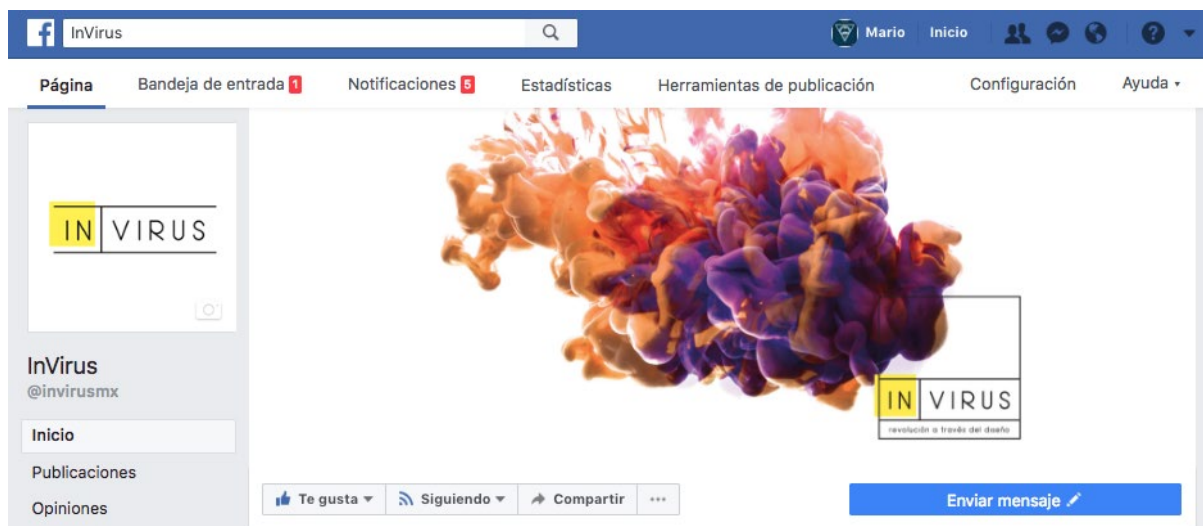 f InVirus Mario Inicio ?
Página Bandeja de entrada 1 Notificaciones 5 Estadísticas Herramientas de publicación Configuración Ayuda
IN VIRUS
InVirus
@invirusmx
Inicio
Publicaciones
Opiniones
IN VIRUS
revolución a través del diseño
Te gusta Siguiendo Compartir ... Enviar mensaje